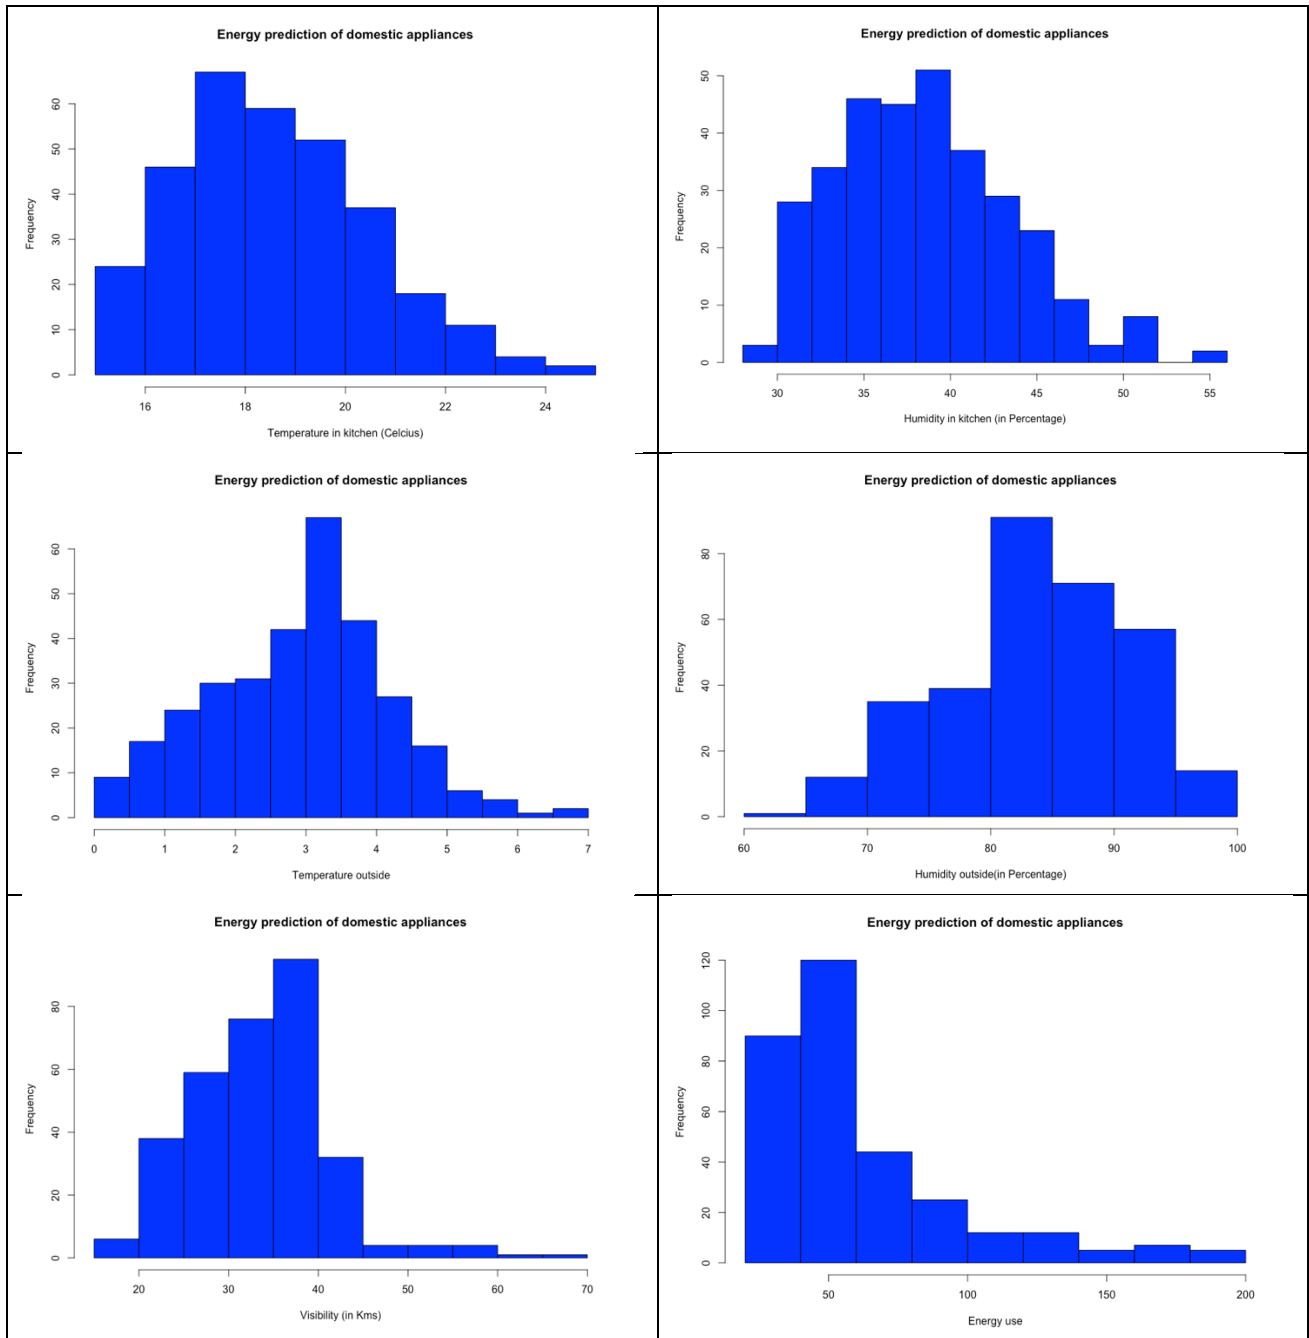 Energy prediction of domestic appliances
Frequency
0 10 20 30 40 50 60
16 18 20 22 24
Temperature in kitchen (Celcius)
Energy prediction of domestic appliances
Frequency
0 10 20 30 40 50
30 35 40 45 50 55
Humidity in kitchen (in Percentage)
Energy prediction of domestic appliances
Frequency
0 10 20 30 40 50 60
0 1 2 3 4 5 6 7
Temperature outside
Energy prediction of domestic appliances
Frequency
0 20 40 60 80
60 70 80 90 100
Humidity outside(in Percentage)
Energy prediction of domestic appliances
Frequency
0 20 40 60 80
20 30 40 50 60 70
Visibility (in Kms)
Energy prediction of domestic appliances
Frequency
0 20 40 60 80 100 120
50 100 150 200
Energy use